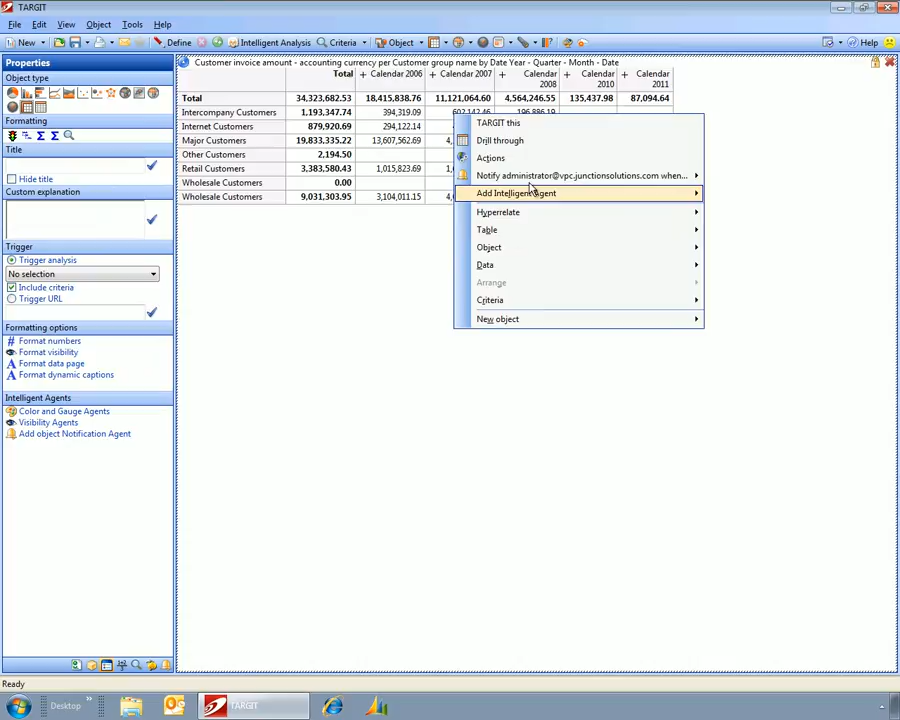 TARGIT
File Edit View Object Tools Help
New Define Intelligent Analysis Criteria Object Help
Properties
Object type
Formatting
Title
Hide title
Custom explanation
Trigger
Trigger analysis
No selection
Include criteria
Trigger URL
Formatting options
Format numbers
Format visibility
Format data page
Format dynamic captions
Intelligent Agents
Color and Gauge Agents
Visibility Agents
Add object Notification Agent
Customer invoice amount - accounting currency per Customer group name by Date Year - Quarter - Month - Date
Total + Calendar 2006 + Calendar 2007 + Calendar 2008 + Calendar 2010 + Calendar 2011
Total 34,323,682.53 18,415,838.76 11,121,064.60 4,564,246.55 135,437.98 87,094.64
Intercompany Customers 1,193,347.74 394,319.09 602,142.46 196,886.19
Internet Customers 879,920.69 294,122.14
Major Customers 19,833,335.22 13,607,562.69 4,
Other Customers 2,194.50
Retail Customers 3,383,580.43 1,015,823.69 1,
Wholesale Customers 0.00
Wholesale Customers 9,031,303.95 3,104,011.15 4,
TARGIT this
Drill through
Actions
Notify administrator@vpc.junctionsolutions.com when...
Add Intelligent Agent
Hyperrelate
Table
Object
Data
Arrange
Criteria
New object
Ready
Desktop » TARGIT